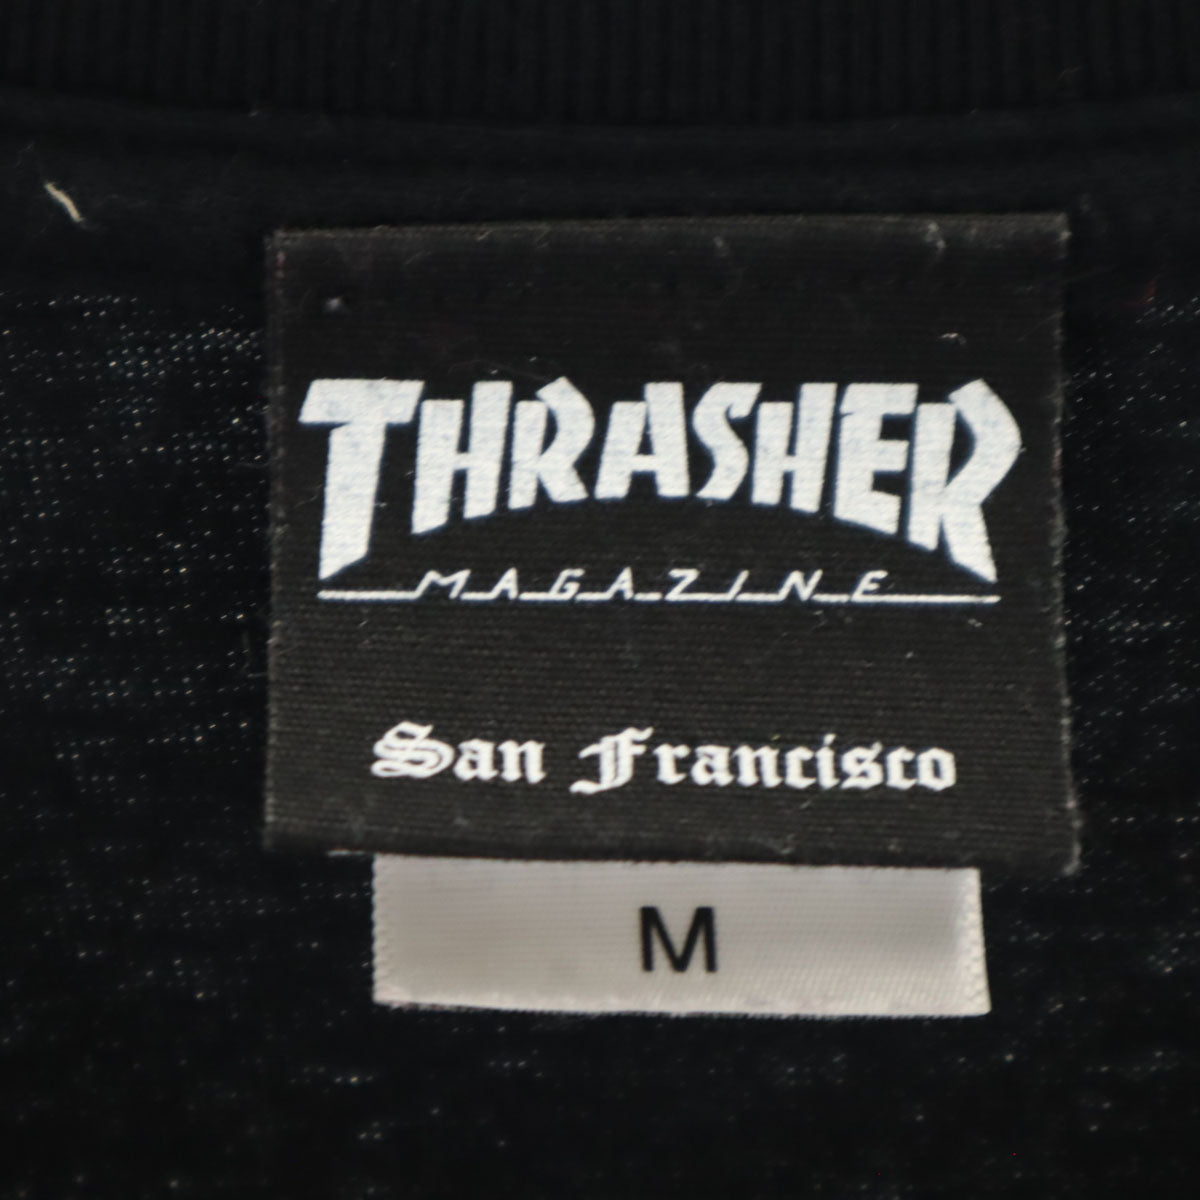 THRASHER
MAGAZINE
San Francisco
M